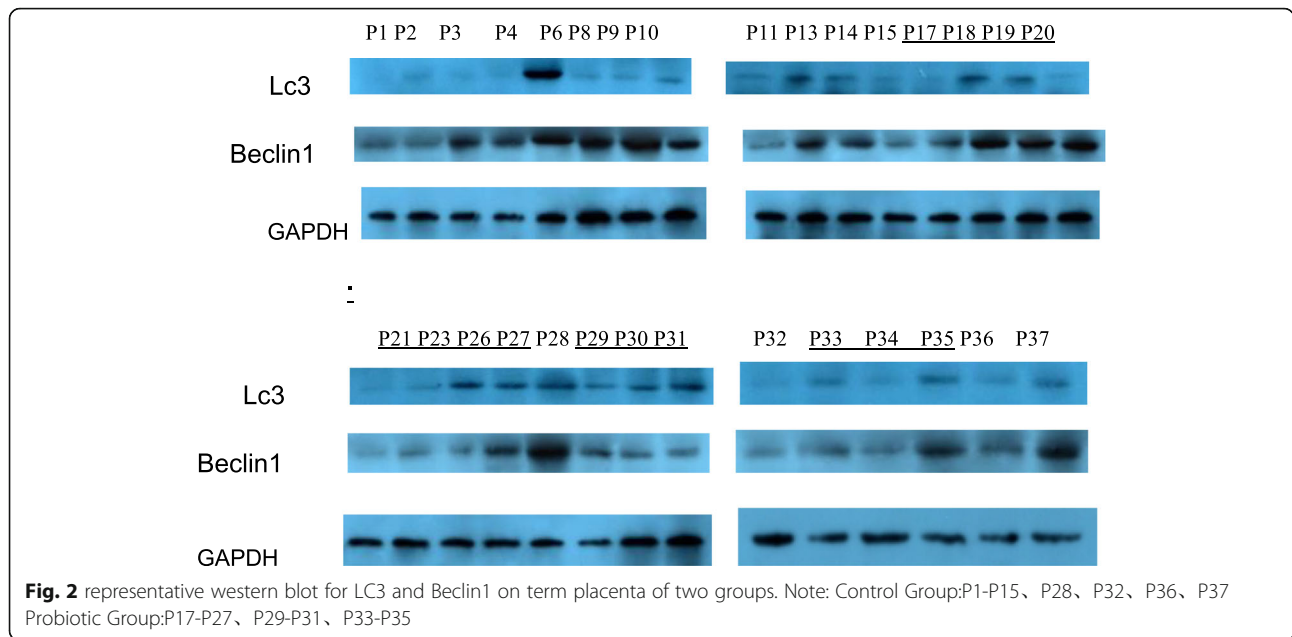 P1 P2 P3 P4 P6 P8 P9 P10 P11 P13 P14 P15 P17 P18 P19 P20
Lc3
Beclin1
GAPDH
.
P21 P23 P26 P27 P28 P29 P30 P31 P32 P33 P34 P35 P36 P37
Lc3
Beclin1
GAPDH
Fig. 2 representative western blot for LC3 and Beclin1 on term placenta of two groups. Note: Control Group:P1-P15、P28、P32、P36、P37
Probiotic Group:P17-P27、P29-P31、P33-P35